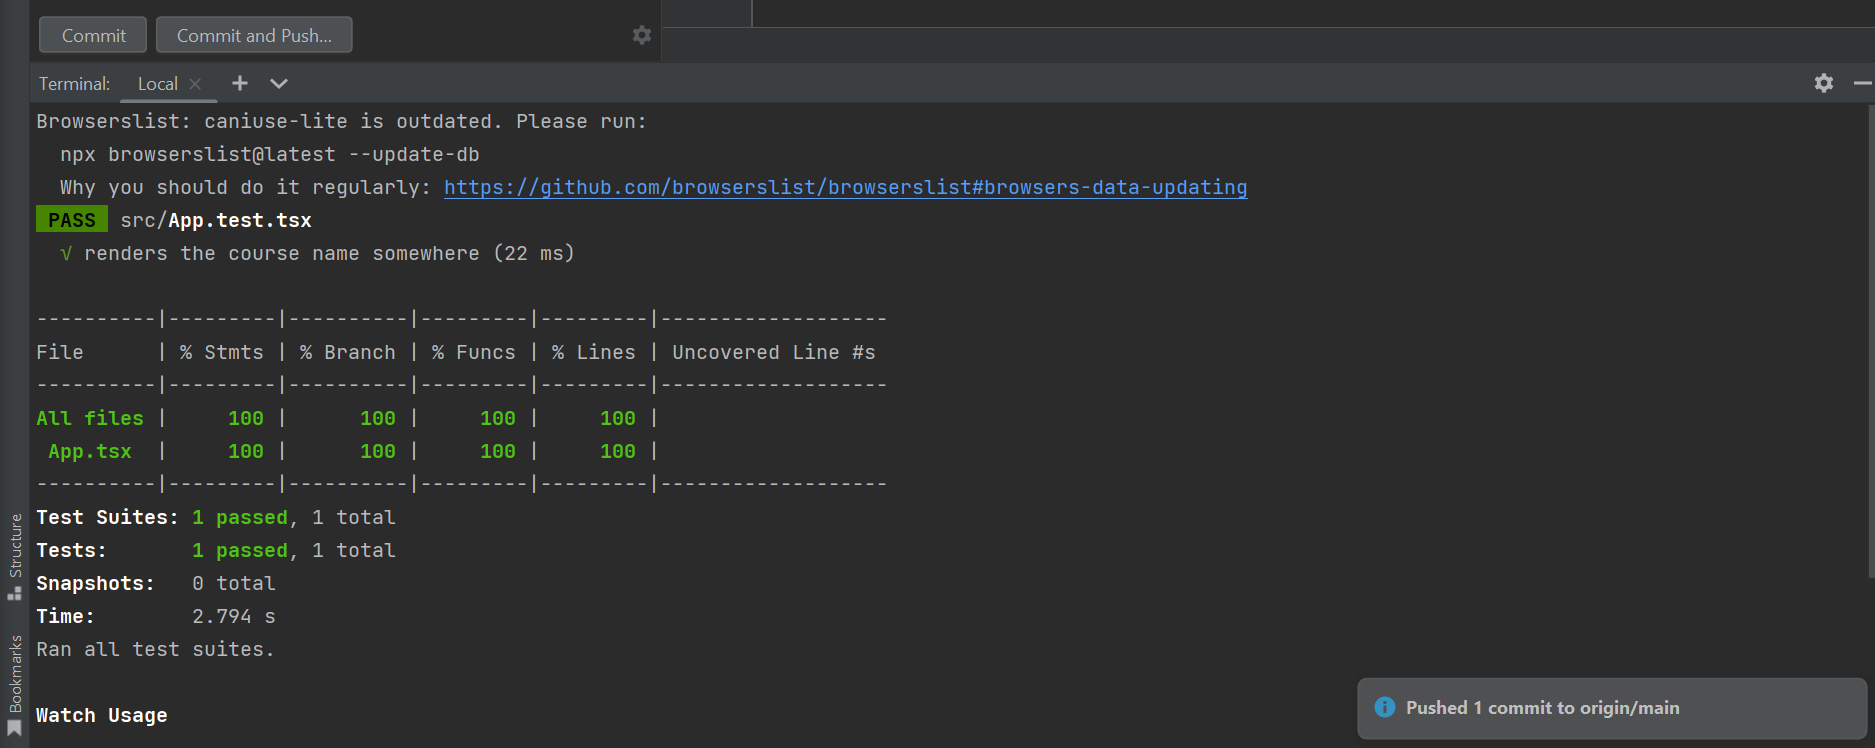 Commit
Commit and Push...
Terminal:
Local
Browserslist: caniuse-lite is outdated. Please run:
  npx browserslist@latest --update-db
  Why you should do it regularly: https://github.com/browserslist/browserslist#browsers-data-updating
PASS src/App.test.tsx
  √ renders the course name somewhere (22 ms)
----------|---------|----------|---------|---------|-------------------
File      | % Stmts | % Branch | % Funcs | % Lines | Uncovered Line #s
----------|---------|----------|---------|---------|-------------------
All files |     100 |      100 |     100 |     100 |
 App.tsx  |     100 |      100 |     100 |     100 |
----------|---------|----------|---------|---------|-------------------
Test Suites: 1 passed, 1 total
Tests:       1 passed, 1 total
Snapshots:   0 total
Time:        2.794 s
Ran all test suites.
Watch Usage
Structure
Bookmarks
Pushed 1 commit to origin/main